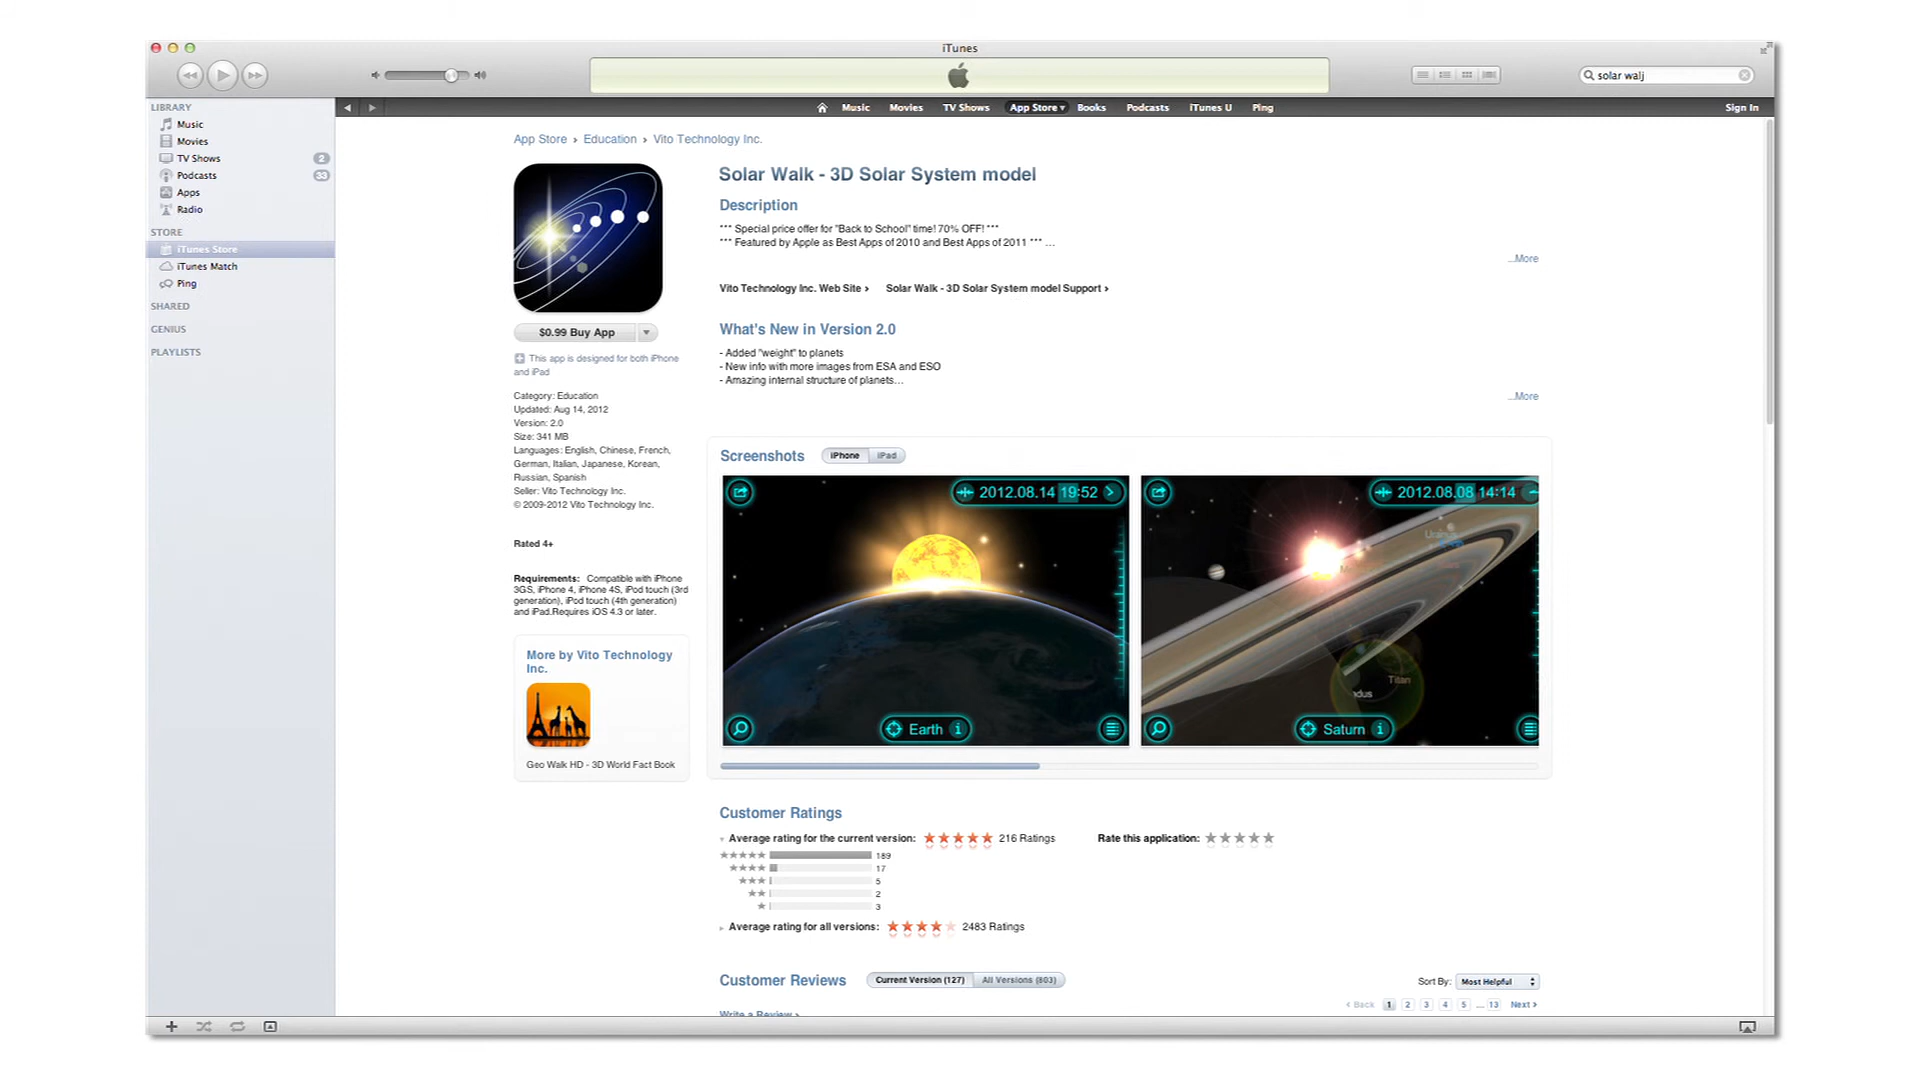 iTunes
solar walj
LIBRARY
Music
Movies
TV Shows 2
Podcasts 33
Apps
Radio
STORE
iTunes Store
iTunes Match
Ping
SHARED
GENIUS
PLAYLISTS
Music Movies TV Shows App Store Books Podcasts iTunes U Ping Sign In
App Store › Education › Vito Technology Inc.
$0.99 Buy App
This app is designed for both iPhone
and iPad
Category: Education
Updated: Aug 14, 2012
Version: 2.0
Size: 341 MB
Languages: English, Chinese, French,
German, Italian, Japanese, Korean,
Russian, Spanish
Seller: Vito Technology Inc.
© 2009-2012 Vito Technology Inc.
Rated 4+
Requirements: Compatible with iPhone
3GS, iPhone 4, iPhone 4S, iPod touch (3rd
generation), iPod touch (4th generation)
and iPad.Requires iOS 4.3 or later.
More by Vito Technology
Inc.
Geo Walk HD - 3D World Fact Book
Solar Walk - 3D Solar System model
Description
*** Special price offer for "Back to School" time! 70% OFF! ***
*** Featured by Apple as Best Apps of 2010 and Best Apps of 2011 *** ...
...More
Vito Technology Inc. Web Site › Solar Walk - 3D Solar System model Support ›
What's New in Version 2.0
- Added "weight" to planets
- New info with more images from ESA and ESO
- Amazing internal structure of planets...
...More
Screenshots iPhone iPad
2012.08.14 19:52
Earth i
2012.08.08 14:14
Titan
Saturn i
Customer Ratings
Average rating for the current version: 216 Ratings Rate this application:
189
17
5
2
3
Average rating for all versions: 2483 Ratings
Customer Reviews Current Version (127) All Versions (803)
Sort By: Most Helpful
‹ Back 1 2 3 4 5 ... 13 Next ›
Write a Review ›